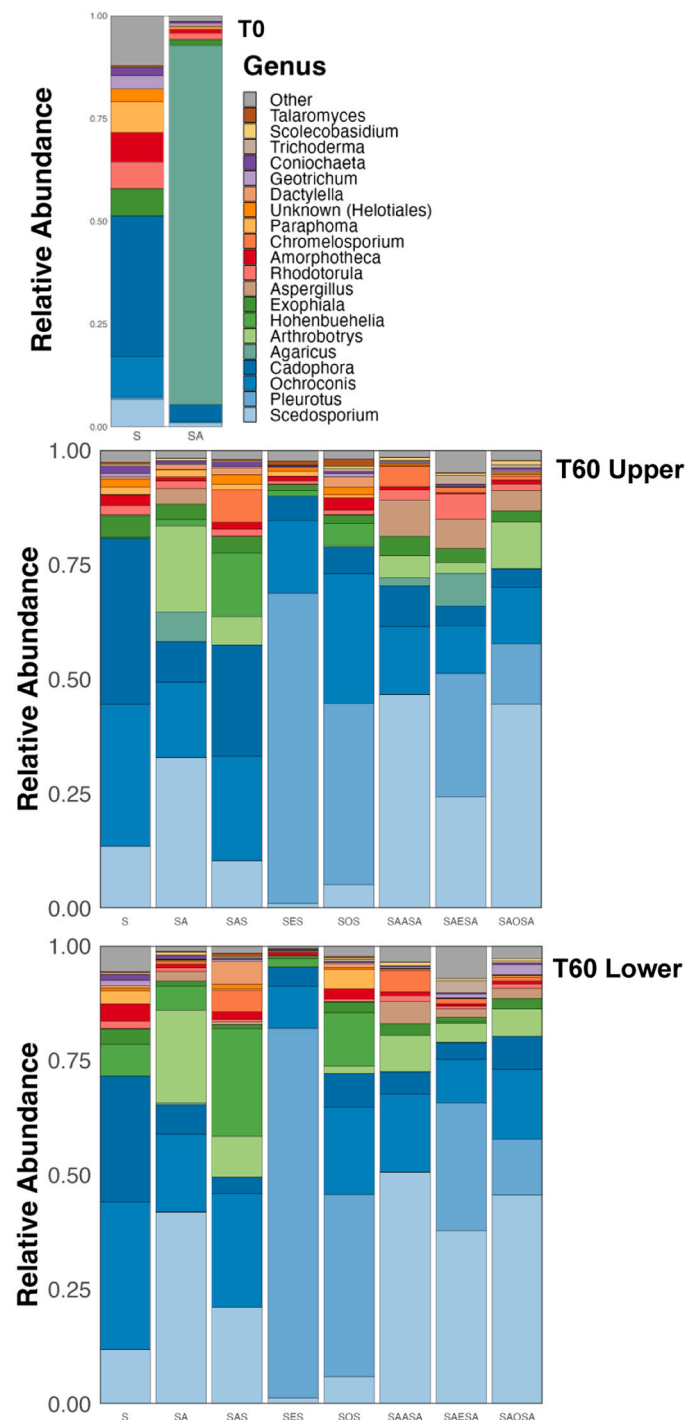 T0
Genus
Relative Abundance
1.00
0.75
0.50
0.25
0.00
S
SA
Other
Talaromyces
Scolecobasidium
Trichoderma
Coniochaeta
Geotrichum
Dactylella
Unknown (Helotiales)
Paraphoma
Chromelosporium
Amorphotheca
Rhodotorula
Aspergillus
Exophiala
Hohenbuehelia
Arthrobotrys
Agaricus
Cadophora
Ochroconis
Pleurotus
Scedosporium
T60 Upper
Relative Abundance
1.00
0.75
0.50
0.25
0.00
S SA SAS SES SOS SAASA SAESA SAOSA
T60 Lower
Relative Abundance
1.00
0.75
0.50
0.25
0.00
S SA SAS SES SOS SAASA SAESA SAOSA